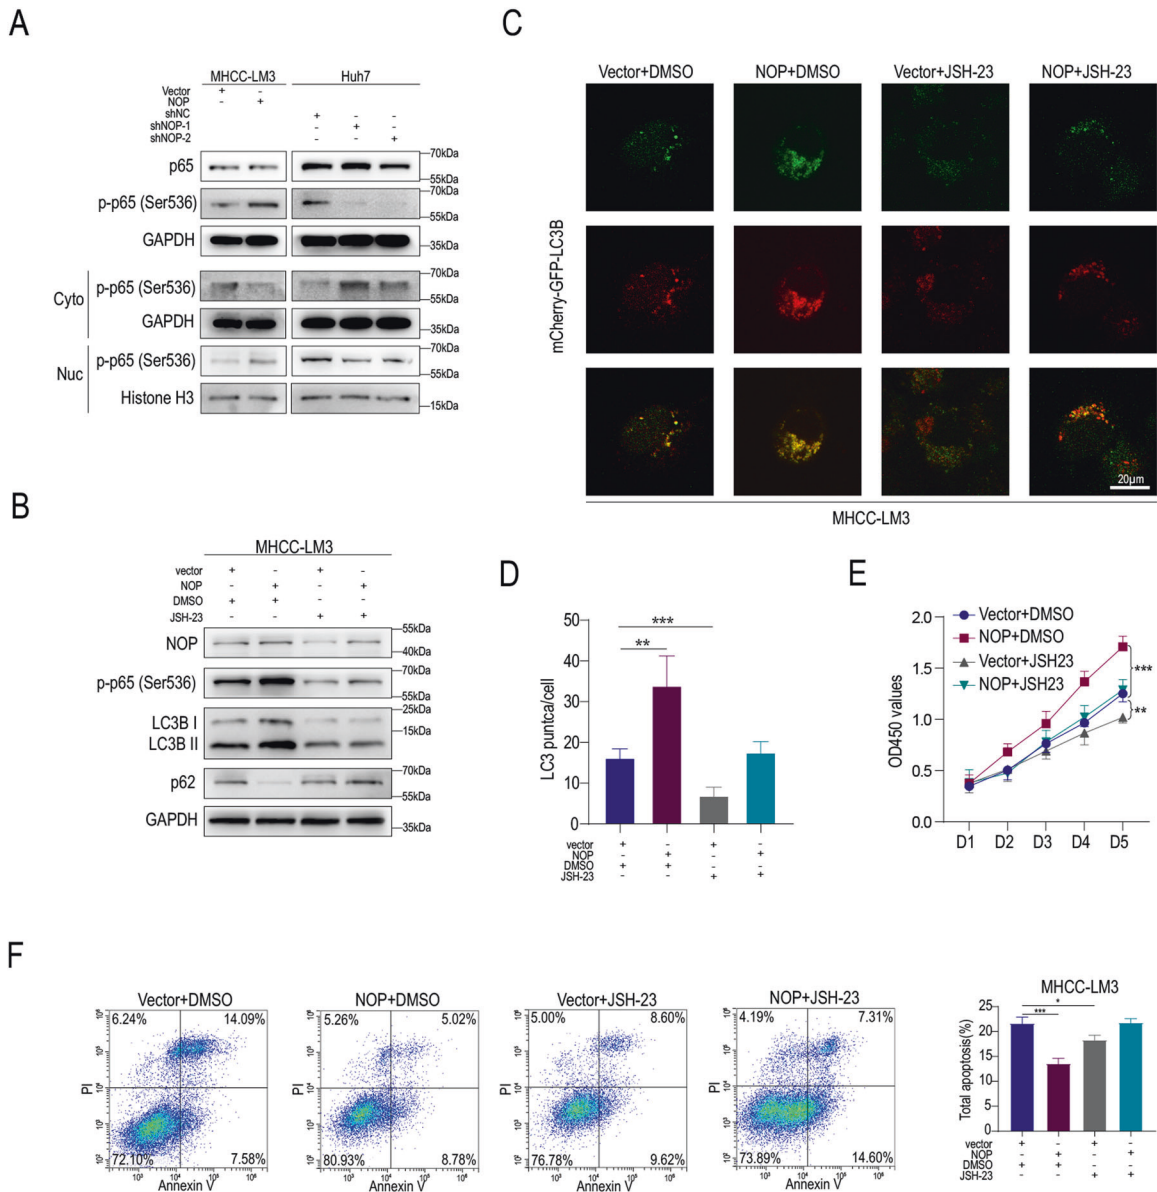 A
MHCC-LM3 Huh7
Vector + -
NOP - +
shNC + - -
shNOP-1 - + -
shNOP-2 - - +
p65 70kDa 55kDa
p-p65 (Ser536) 70kDa 55kDa
GAPDH 35kDa
Cyto
p-p65 (Ser536) 70kDa 55kDa
GAPDH 35kDa
Nuc
p-p65 (Ser536) 70kDa 55kDa
Histone H3 15kDa
B
MHCC-LM3
vector + - + -
NOP - + - +
DMSO + + - -
JSH-23 - - + +
NOP 55kDa 40kDa
p-p65 (Ser536) 70kDa 55kDa
LC3B I 25kDa 15kDa
LC3B II
p62 70kDa 55kDa
GAPDH 35kDa
C
Vector+DMSO NOP+DMSO Vector+JSH-23 NOP+JSH-23
mCherry-GFP-LC3B
20μm
MHCC-LM3
D
LC3 puntca/cell
50
40
30
20
10
0
***
**
vector + - + -
NOP - + - +
DMSO + + - -
JSH-23 - - + +
E
OD450 values
2.0
1.5
1.0
0.5
0.0
Vector+DMSO
NOP+DMSO
Vector+JSH23
NOP+JSH23
***
**
D1 D2 D3 D4 D5
F
Vector+DMSO
6.24% 14.09%
72.10% 7.58%
PI
Annexin V
NOP+DMSO
5.26% 5.02%
80.93% 8.78%
PI
Annexin V
Vector+JSH-23
5.00% 8.60%
76.78% 9.62%
PI
Annexin V
NOP+JSH-23
4.19% 7.31%
73.89% 14.60%
PI
Annexin V
MHCC-LM3
Total apoptosis(%)
25
20
15
20
25
0
*
***
vector + - + -
NOP - + - +
DMSO + + - -
JSH-23 - - + +